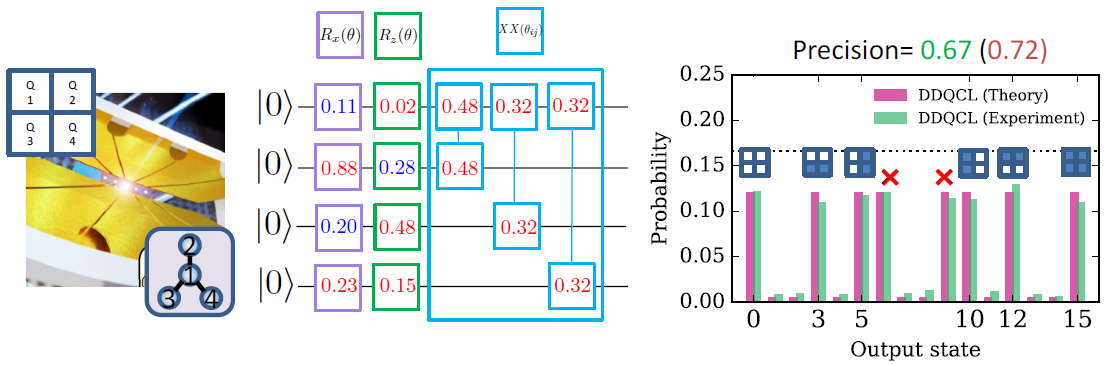 Q 1
Q 2
Q 3
Q 4
2
1
3
4
R_x(θ)
R_z(θ)
XX(θ_ij)
|0⟩ 0.11 0.02 0.48 0.32 0.32
|0⟩ 0.88 0.28 0.48
|0⟩ 0.20 0.48 0.32
|0⟩ 0.23 0.15 0.32
Precision= 0.67 (0.72)
DDQCL (Theory)
DDQCL (Experiment)
Probability
0.25
0.20
0.15
0.10
0.05
0.00
0 3 5 10 12 15
Output state